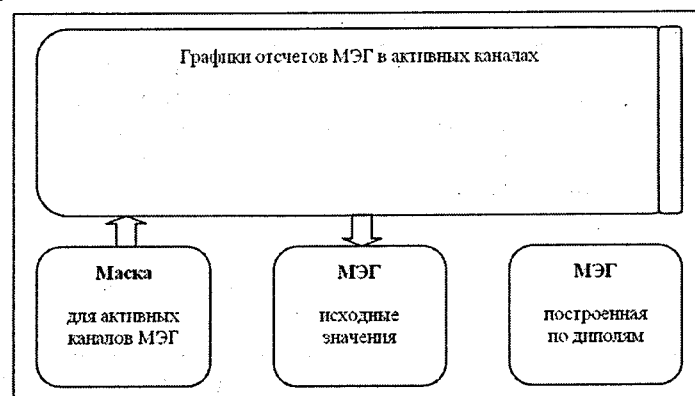 Графики отсчетов МЭГ в активных каналах
Маска
для активных
каналов МЭГ
МЭГ
исходные
значения
МЭГ
построенная
по диполям